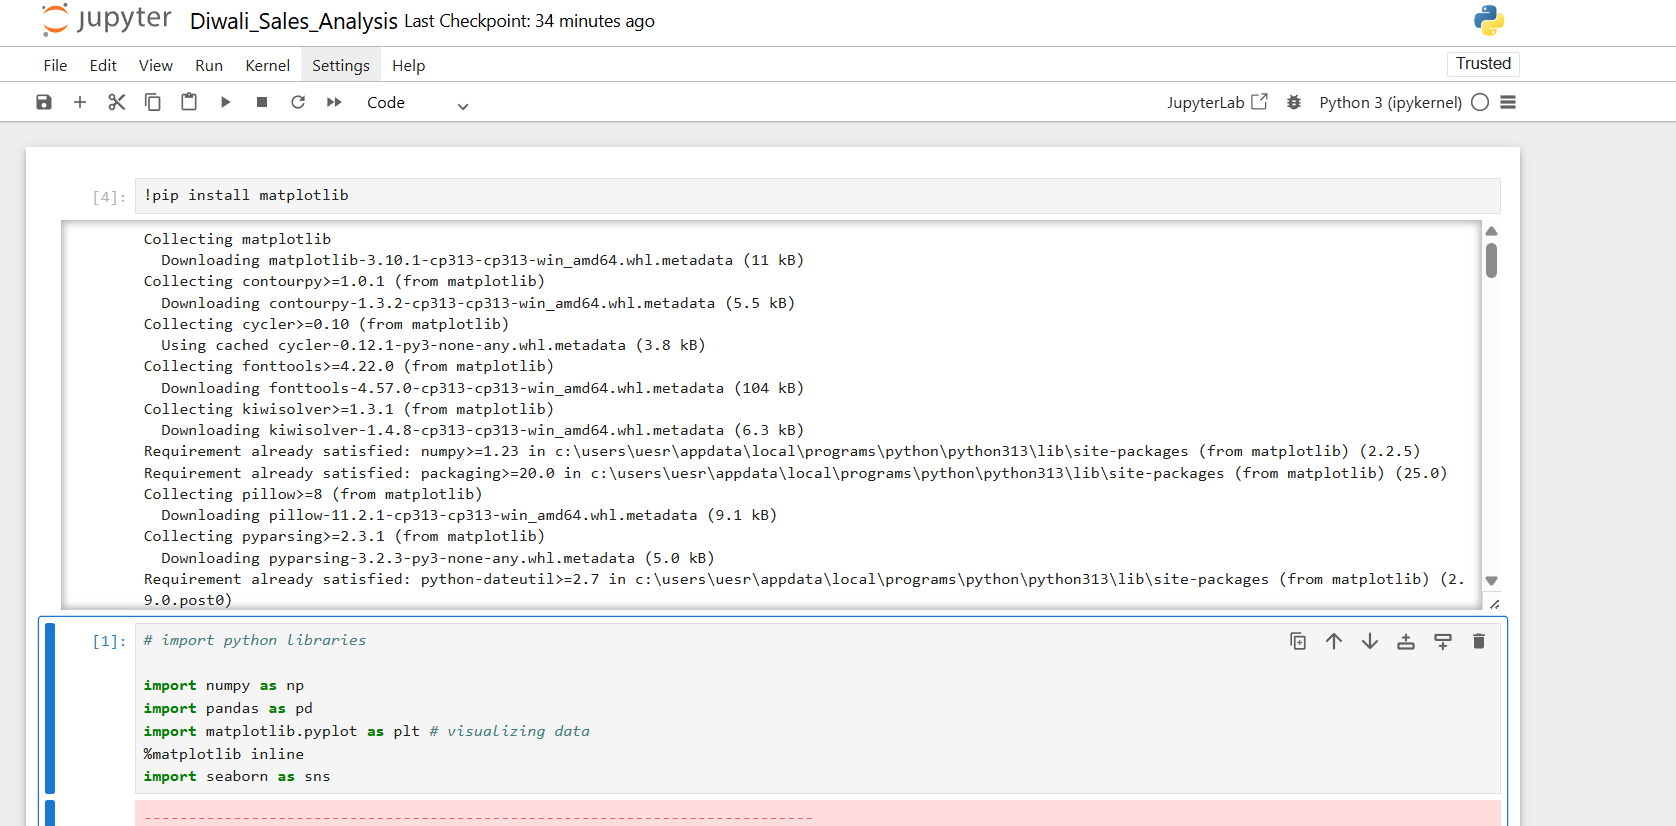 jupyter Diwali_Sales_Analysis Last Checkpoint: 34 minutes ago
File Edit View Run Kernel Settings Help Trusted
Code JupyterLab Python 3 (ipykernel)
[4]: !pip install matplotlib
Collecting matplotlib
  Downloading matplotlib-3.10.1-cp313-cp313-win_amd64.whl.metadata (11 kB)
Collecting contourpy>=1.0.1 (from matplotlib)
  Downloading contourpy-1.3.2-cp313-cp313-win_amd64.whl.metadata (5.5 kB)
Collecting cycler>=0.10 (from matplotlib)
  Using cached cycler-0.12.1-py3-none-any.whl.metadata (3.8 kB)
Collecting fonttools>=4.22.0 (from matplotlib)
  Downloading fonttools-4.57.0-cp313-cp313-win_amd64.whl.metadata (104 kB)
Collecting kiwisolver>=1.3.1 (from matplotlib)
  Downloading kiwisolver-1.4.8-cp313-cp313-win_amd64.whl.metadata (6.3 kB)
Requirement already satisfied: numpy>=1.23 in c:\users\uesr\appdata\local\programs\python\python313\lib\site-packages (from matplotlib) (2.2.5)
Requirement already satisfied: packaging>=20.0 in c:\users\uesr\appdata\local\programs\python\python313\lib\site-packages (from matplotlib) (25.0)
Collecting pillow>=8 (from matplotlib)
  Downloading pillow-11.2.1-cp313-cp313-win_amd64.whl.metadata (9.1 kB)
Collecting pyparsing>=2.3.1 (from matplotlib)
  Downloading pyparsing-3.2.3-py3-none-any.whl.metadata (5.0 kB)
Requirement already satisfied: python-dateutil>=2.7 in c:\users\uesr\appdata\local\programs\python\python313\lib\site-packages (from matplotlib) (2.
9.0.post0)
[1]: # import python libraries
import numpy as np
import pandas as pd
import matplotlib.pyplot as plt # visualizing data
%matplotlib inline
import seaborn as sns
---------------------------------------------------------------------------